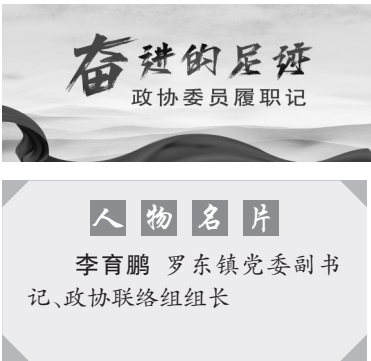 奋进的足迹
政协委员履职记
人物名片
李育鹏 罗东镇党委副书
记、政协联络组组长